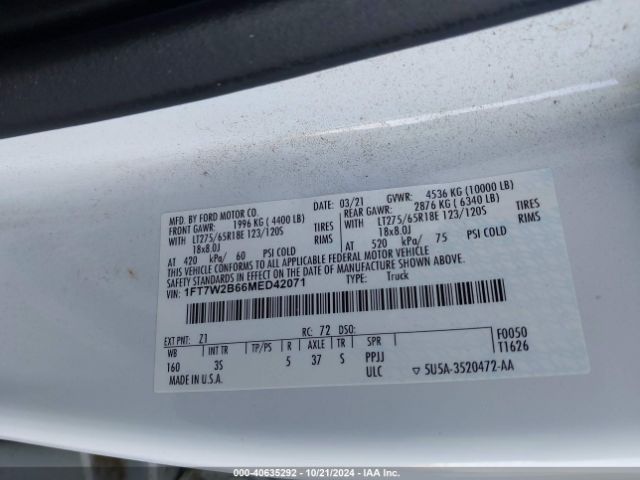 MFD. BY FORD MOTOR CO.
DATE: 03/21 GVWR: 4536 KG (10000 LB)
FRONT GAWR: 1996 KG ( 4400 LB) REAR GAWR: 2876 KG ( 6340 LB)
WITH LT275/65R18E 123/120S TIRES WITH LT275/65R18E 123/120S TIRES
18x8.0J RIMS 18x8.0J RIMS
AT 420 kPa/ 60 PSI COLD AT 520 kPa/ 75 PSI COLD
THIS VEHICLE CONFORMS TO ALL APPLICABLE FEDERAL MOTOR VEHICLE
SAFETY STANDARDS IN EFFECT ON THE DATE OF MANUFACTURE SHOWN ABOVE.
VIN: 1FT7W2B66MED42071 TYPE: Truck
EXT PNT: Z1 RC: 72 DSO: F0050
WB INT TR TP/PS R AXLE TR SPR T1626
160 3S 5 37 S PPJJ
ULC
MADE IN U.S.A. ▽ 5U5A-3520472-AA
000-40635292 - 10/21/2024 - IAAI.com